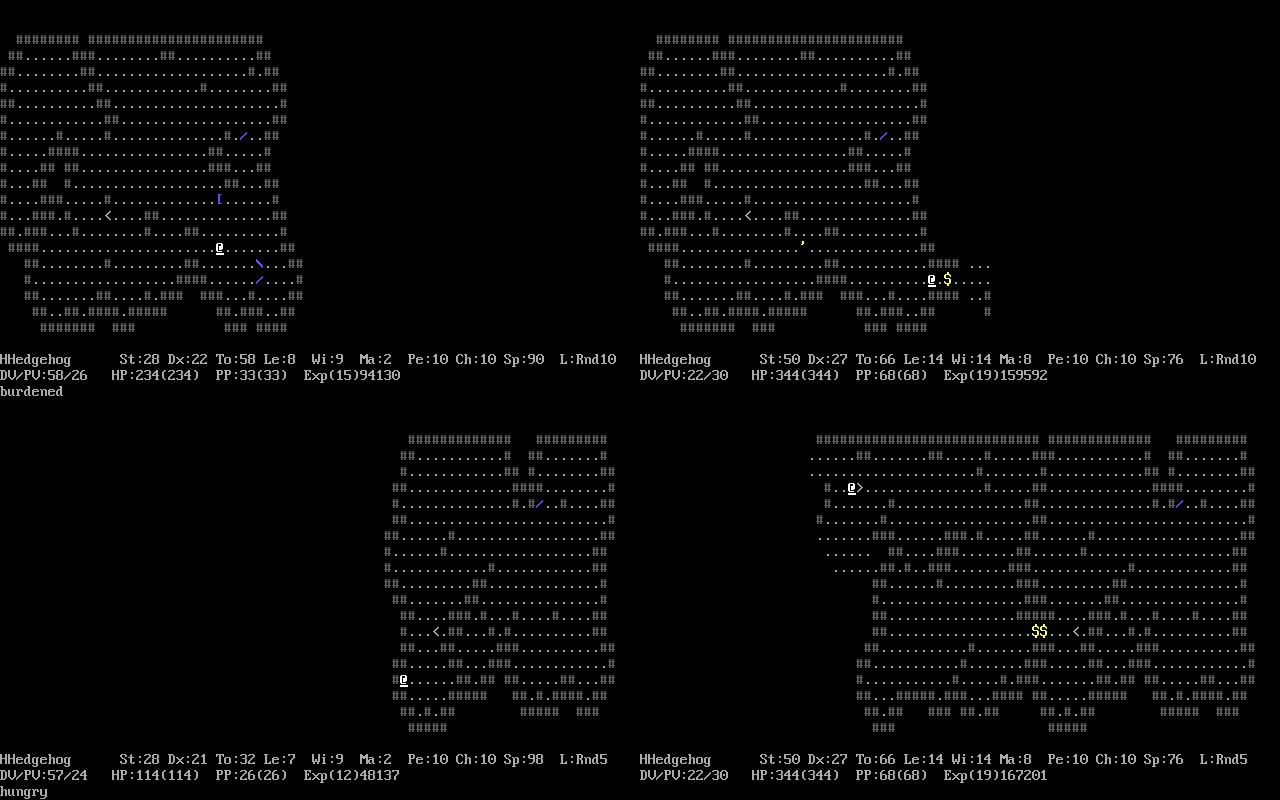 HHedgehog St:28 Dx:22 To:58 Le:8 Wi:9 Ma:2 Pe:10 Ch:10 Sp:90 L:Rnd10
DV/PV:58/26 HP:234(234) PP:33(33) Exp(15)94130
burdened
HHedgehog St:50 Dx:27 To:66 Le:14 Wi:14 Ma:8 Pe:10 Ch:10 Sp:76 L:Rnd10
DV/PV:22/30 HP:344(344) PP:68(68) Exp(19)159592
HHedgehog St:28 Dx:21 To:32 Le:7 Wi:9 Ma:2 Pe:10 Ch:10 Sp:98 L:Rnd5
DV/PV:57/24 HP:114(114) PP:26(26) Exp(12)48137
hungry
HHedgehog St:50 Dx:27 To:66 Le:14 Wi:14 Ma:8 Pe:10 Ch:10 Sp:76 L:Rnd5
DV/PV:22/30 HP:344(344) PP:68(68) Exp(19)167201